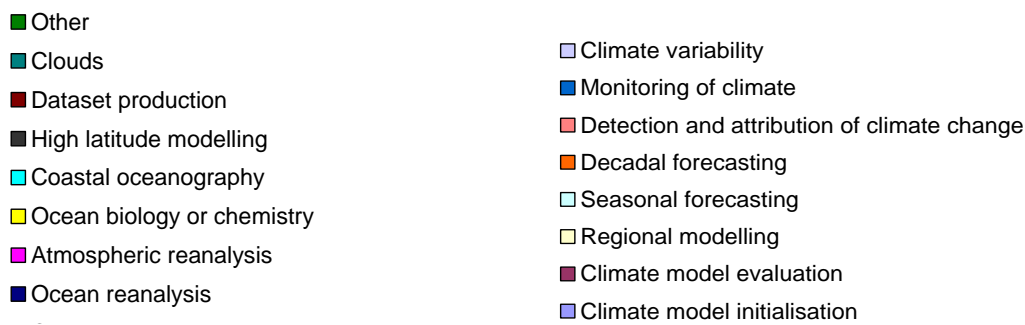 Other
Clouds
Dataset production
High latitude modelling
Coastal oceanography
Ocean biology or chemistry
Atmospheric reanalysis
Ocean reanalysis
Climate variability
Monitoring of climate
Detection and attribution of climate change
Decadal forecasting
Seasonal forecasting
Regional modelling
Climate model evaluation
Climate model initialisation